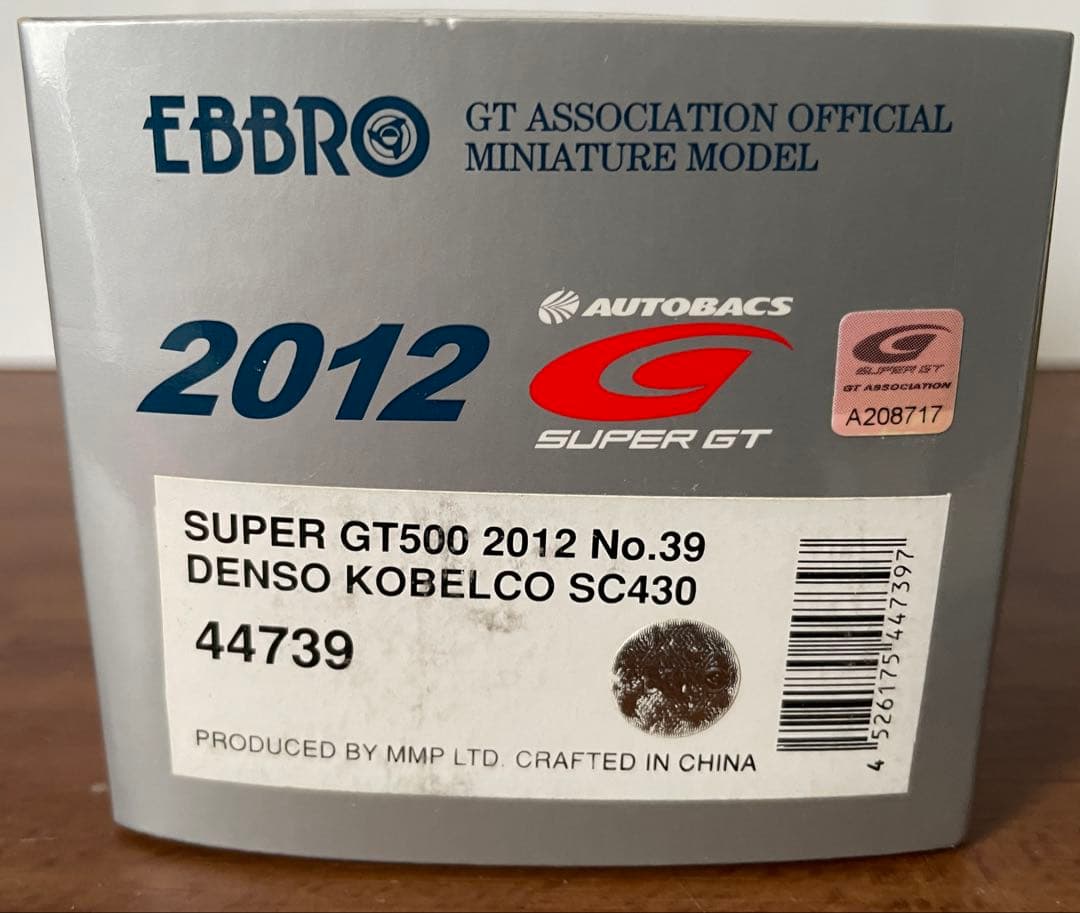 EBBRO
GT ASSOCIATION OFFICIAL
MINIATURE MODEL
2012
AUTOBACS
SUPER GT
SUPER GT
GT ASSOCIATION
A208717
SUPER GT500 2012 No.39
DENSO KOBELCO SC430
44739
PRODUCED BY MMP LTD. CRAFTED IN CHINA
4 526175 447397